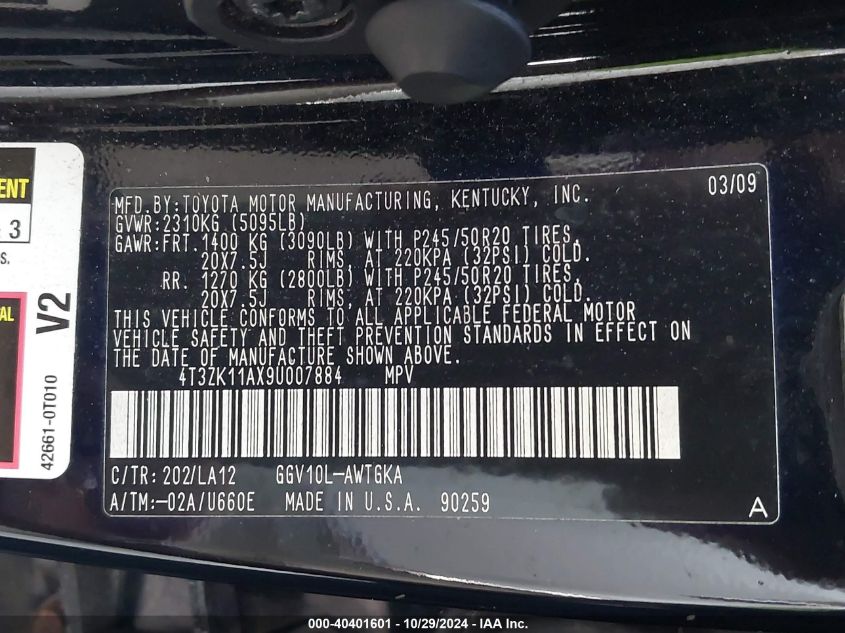 03/09
MFD.BY:TOYOTA MOTOR MANUFACTURING, KENTUCKY, INC.
GVWR:2310KG (5095LB)
GAWR:FRT.1400 KG (3090LB) WITH P245/50R20 TIRES,
20X7.5J RIMS, AT 220KPA (32PSI) COLD.
RR. 1270 KG (2800LB) WITH P245/50R20 TIRES,
20X7.5J RIMS, AT 220KPA (32PSI) COLD.
THIS VEHICLE CONFORMS TO ALL APPLICABLE FEDERAL MOTOR
VEHICLE SAFETY AND THEFT PREVENTION STANDARDS IN EFFECT ON
THE DATE OF MANUFACTURE SHOWN ABOVE.
4T3ZK11AX9U007884 MPV
C/TR:202/LA12 GGV10L-AWTGKA
A/TM:-02A/U660E MADE IN U.S.A. 90259
A
3
V2
42661-0T010
000-40401601 - 10/29/2024 - IAA Inc.